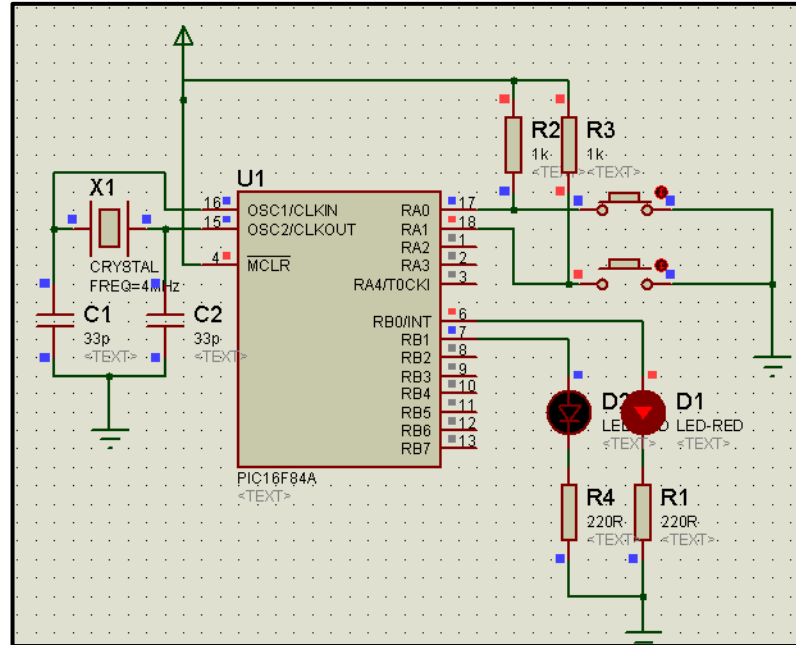 R2
1k
<TEXT>
R3
1k
<TEXT>
U1
X1
CRYSTAL
FREQ=4MHz
C1
33p
<TEXT>
C2
33p
<TEXT>
16
15
4
OSC1/CLKIN
OSC2/CLKOUT
MCLR
RA0
RA1
RA2
RA3
RA4/T0CKI
17
18
1
2
3
RB0/INT
RB1
RB2
RB3
RB4
RB5
RB6
RB7
6
7
8
9
10
11
12
13
PIC16F84A
<TEXT>
D1
LED-RED
<TEXT>
<TEXT>
R4
220R
<TEXT>
R1
220R
<TEXT>